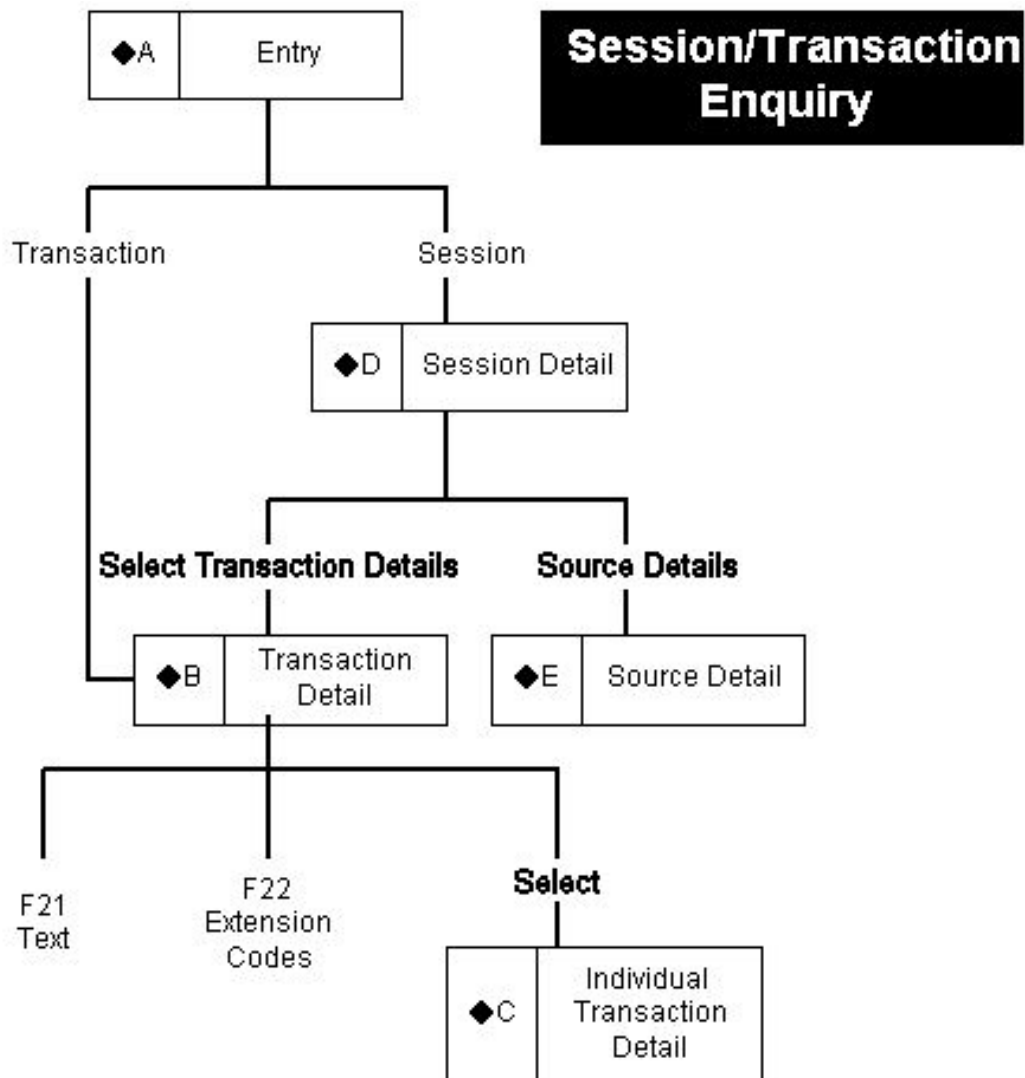 ◆A Entry
Session/Transaction
Enquiry
Transaction
Session
◆D Session Detail
Select Transaction Details
Source Details
◆B Transaction
Detail
◆E Source Detail
F21
Text
F22
Extension
Codes
Select
◆C Individual
Transaction
Detail